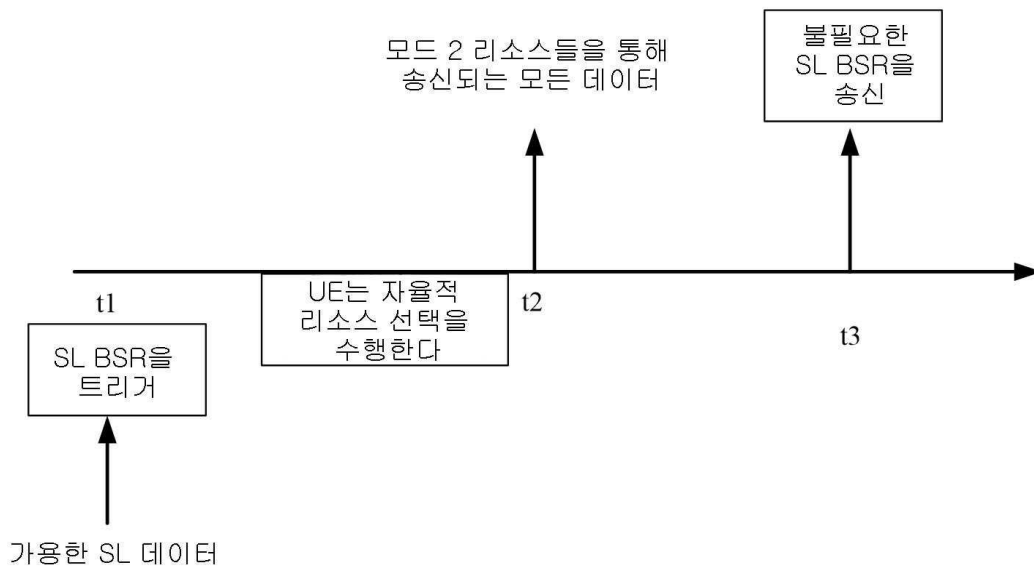 모드 2 리소스들을 통해
송신되는 모든 데이터
불필요한
SL BSR을
송신
t1
UE는 자율적
리소스 선택을
수행한다
t2
t3
SL BSR을
트리거
가용한 SL 데이터